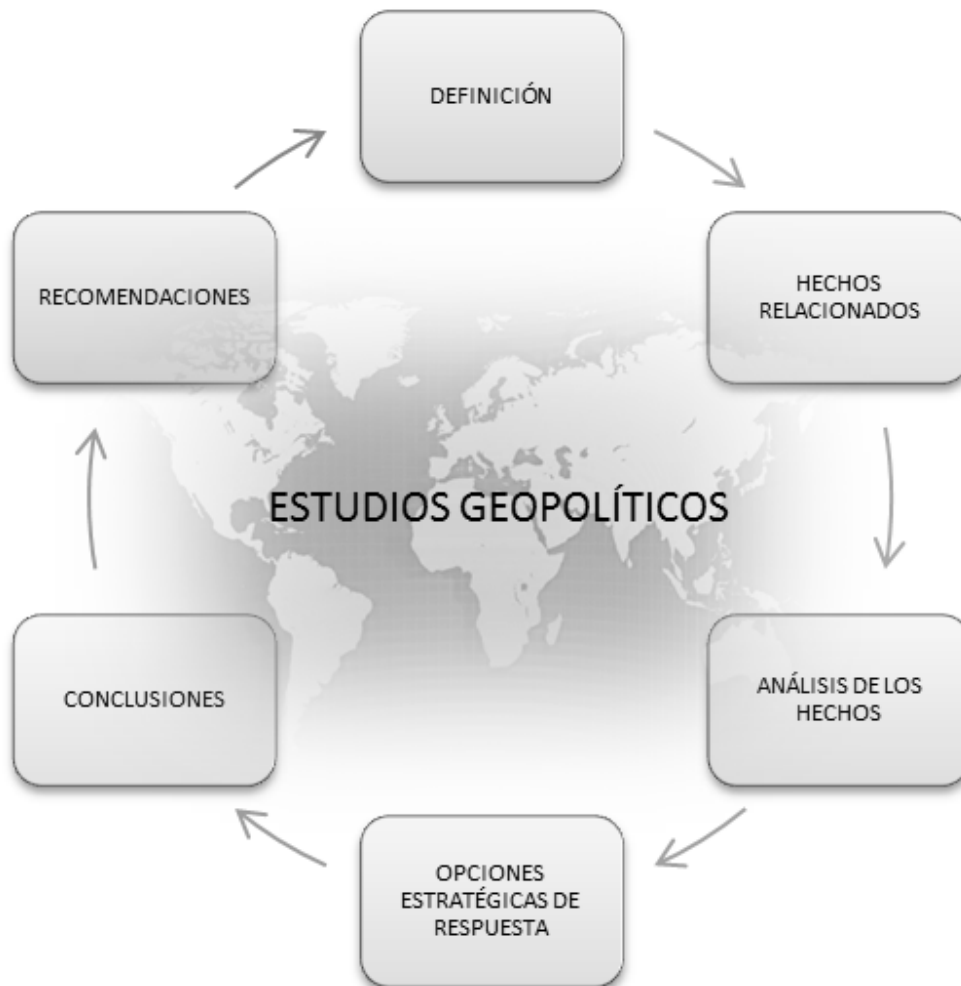 DEFINICIÓN
HECHOS
RELACIONADOS
ANÁLISIS DE LOS
HECHOS
OPCIONES
ESTRATÉGICAS DE
RESPUESTA
CONCLUSIONES
RECOMENDACIONES
ESTUDIOS GEOPOLÍTICOS